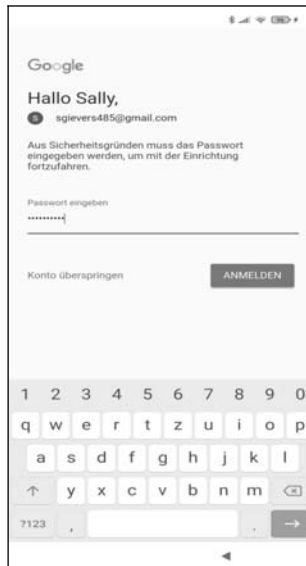 Google
Hallo Sally,
S sgievers485@gmail.com
Aus Sicherheitsgründen muss das Passwort
eingegeben werden, um mit der Einrichtung
fortzufahren.
Passwort eingeben
••••••••••
Konto überspringen ANMELDEN
1 2 3 4 5 6 7 8 9 0
q w e r t z u i o p
a s d f g h j k l
y x c v b n m
?123 , .